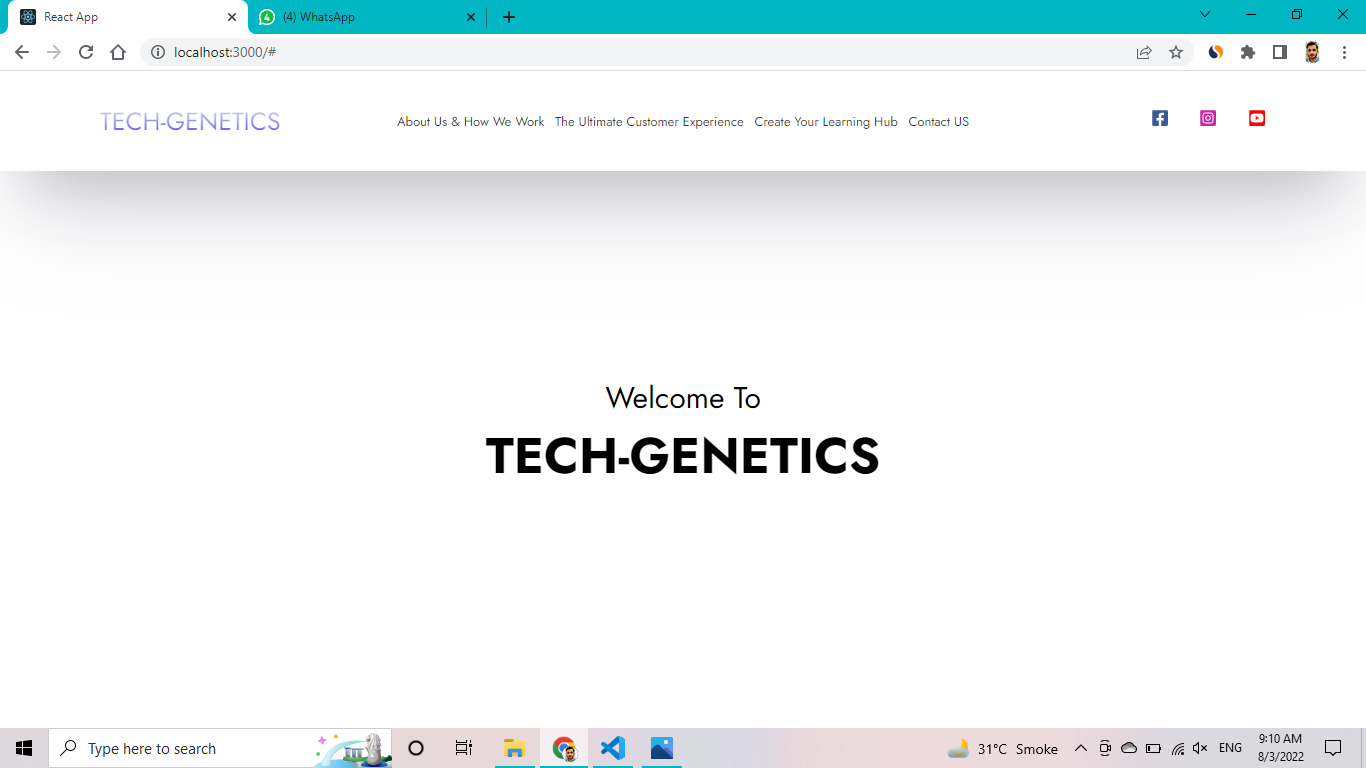 React App
(4) WhatsApp
localhost:3000/#
TECH-GENETICS
About Us & How We Work The Ultimate Customer Experience Create Your Learning Hub Contact US
Welcome To
TECH-GENETICS
Type here to search
31°C Smoke
ENG
9:10 AM
8/3/2022